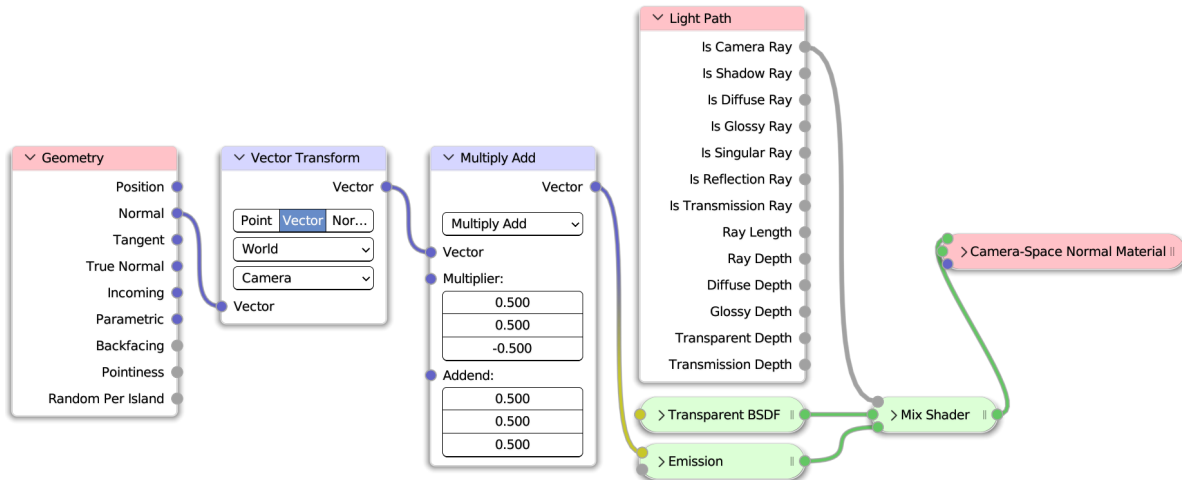 Geometry
Position
Normal
Tangent
True Normal
Incoming
Parametric
Backfacing
Pointiness
Random Per Island
Vector Transform
Vector
Point Vector Nor...
World
Camera
Vector
Multiply Add
Vector
Multiply Add
Vector
Multiplier:
0.500
0.500
-0.500
Addend:
0.500
0.500
0.500
Light Path
Is Camera Ray
Is Shadow Ray
Is Diffuse Ray
Is Glossy Ray
Is Singular Ray
Is Reflection Ray
Is Transmission Ray
Ray Length
Ray Depth
Diffuse Depth
Glossy Depth
Transparent Depth
Transmission Depth
Transparent BSDF
Emission
Mix Shader
Camera-Space Normal Material